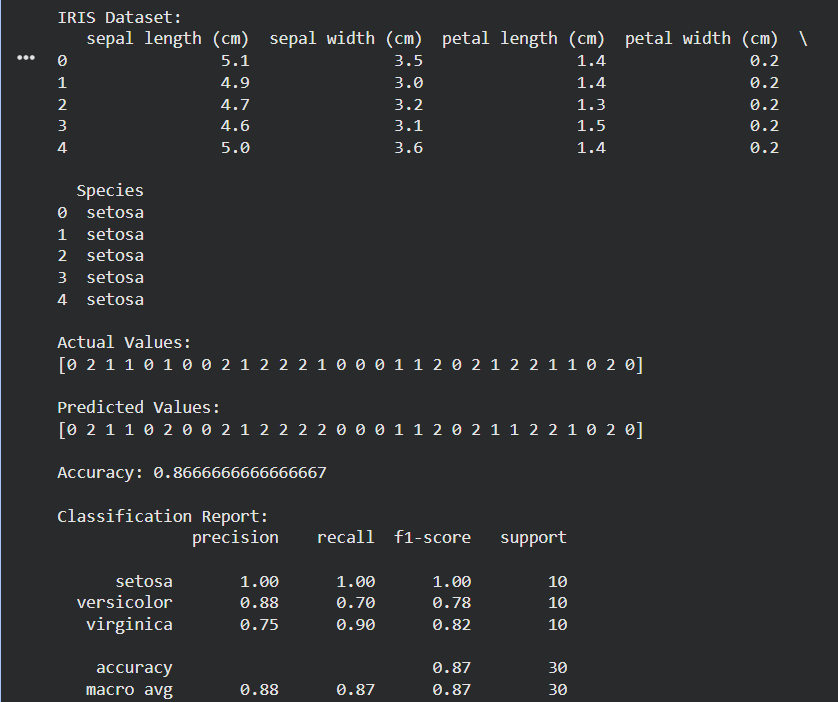 IRIS Dataset:
sepal length (cm) sepal width (cm) petal length (cm) petal width (cm) \
0 5.1 3.5 1.4 0.2
1 4.9 3.0 1.4 0.2
2 4.7 3.2 1.3 0.2
3 4.6 3.1 1.5 0.2
4 5.0 3.6 1.4 0.2
Species
0 setosa
1 setosa
2 setosa
3 setosa
4 setosa
Actual Values:
[0 2 1 1 0 1 0 0 2 1 2 2 2 1 0 0 0 1 1 2 0 2 1 2 2 1 1 0 2 0]
Predicted Values:
[0 2 1 1 0 2 0 0 2 1 2 2 2 2 0 0 0 1 1 2 0 2 1 1 2 2 1 0 2 0]
Accuracy: 0.8666666666666667
Classification Report:
precision recall f1-score support
setosa 1.00 1.00 1.00 10
versicolor 0.88 0.70 0.78 10
virginica 0.75 0.90 0.82 10
accuracy 0.87 30
macro avg 0.88 0.87 0.87 30